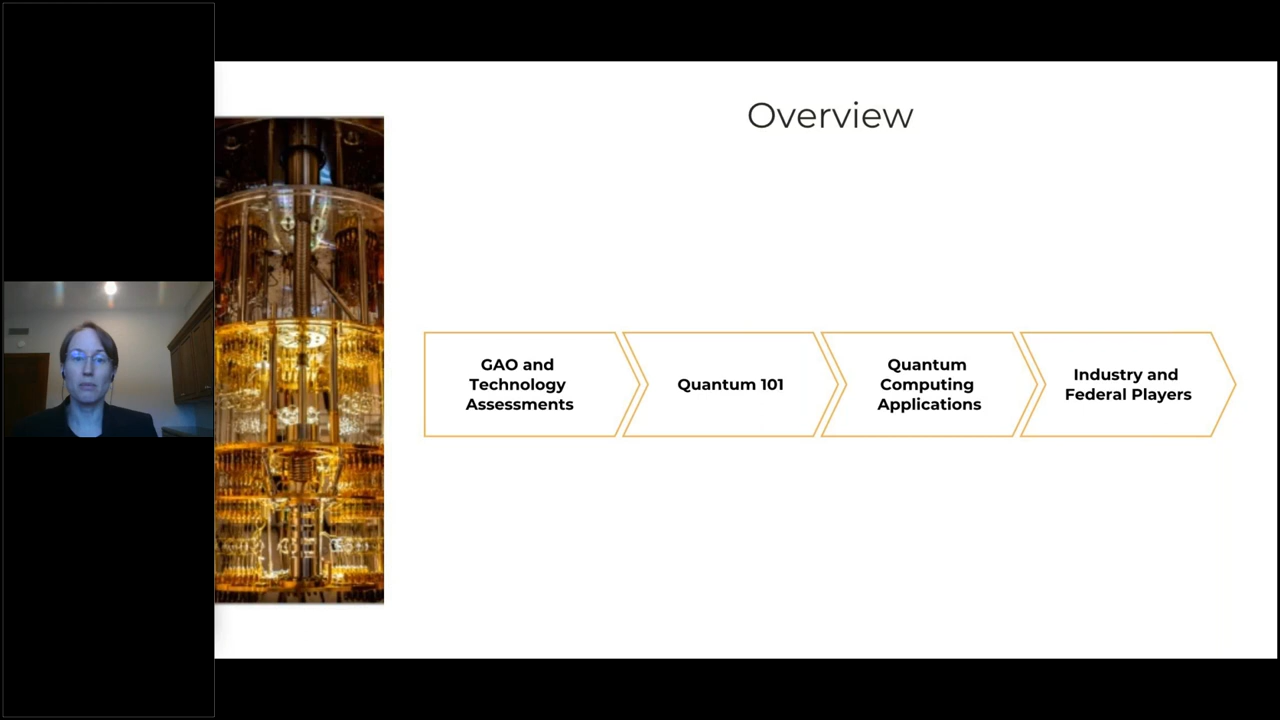 Overview
GAO and
Technology
Assessments
Quantum 101
Quantum
Computing
Applications
Industry and
Federal Players